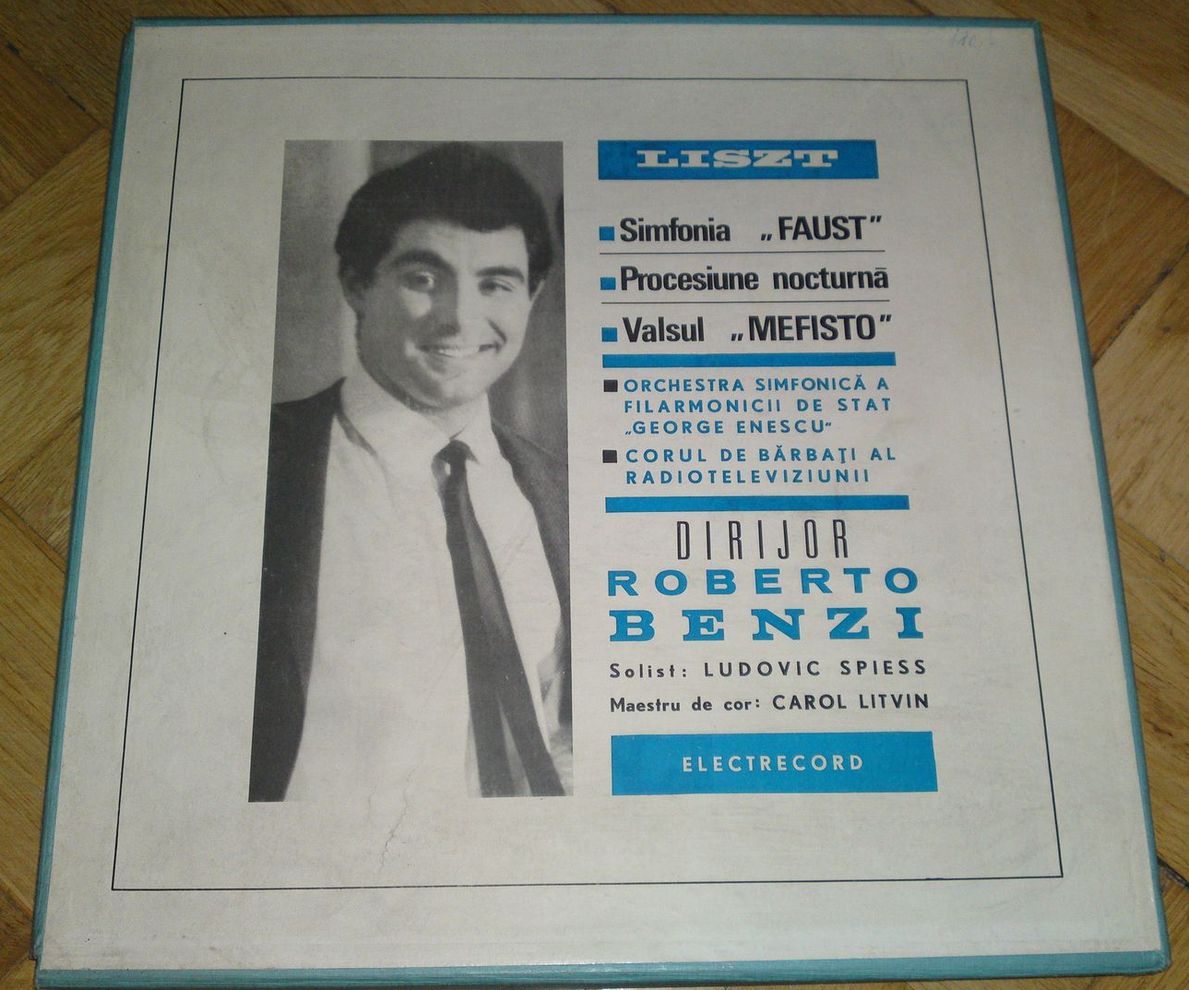 LISZT
Simfonia „FAUST”
Procesiune nocturnă
Valsul „MEFISTO”
ORCHESTRA SIMFONICĂ A
FILARMONICII DE STAT
„GEORGE ENESCU“
CORUL DE BĂRBAŢI AL
RADIOTELEVIZIUNII
DIRIJOR
ROBERTO
BENZI
Solist: LUDOVIC SPIESS
Maestru de cor: CAROL LITVIN
ELECTRECORD